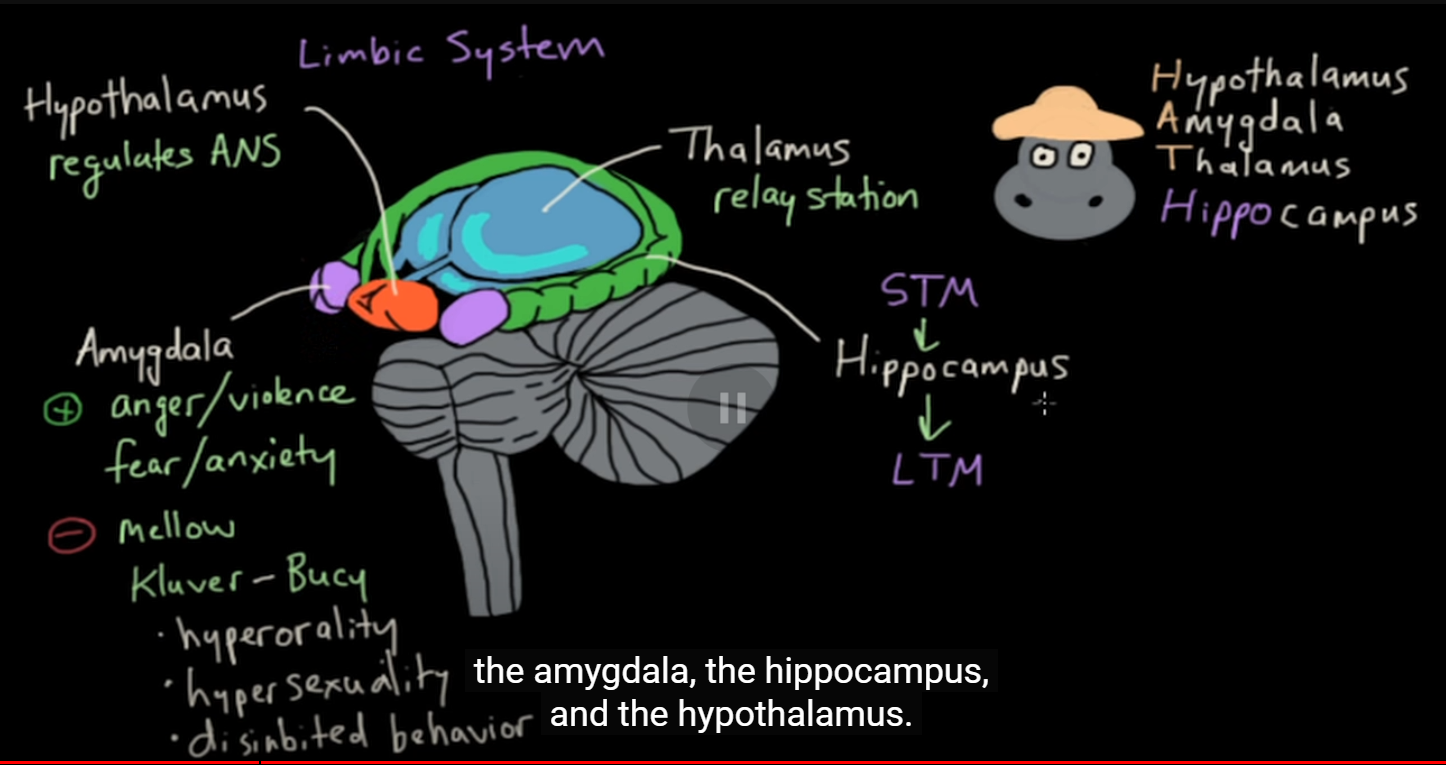 Limbic System
Hypothalamus
regulates ANS
Thalamus
relay station
Hypothalamus
Amygdala
Thalamus
Hippocampus
Amygdala
+ anger/violence
fear/anxiety
- Mellow
Kluver-Bucy
· hyperorality
· hypersexuality
· disinbited behavior
STM
Hippocampus
LTM
the amygdala, the hippocampus,
and the hypothalamus.